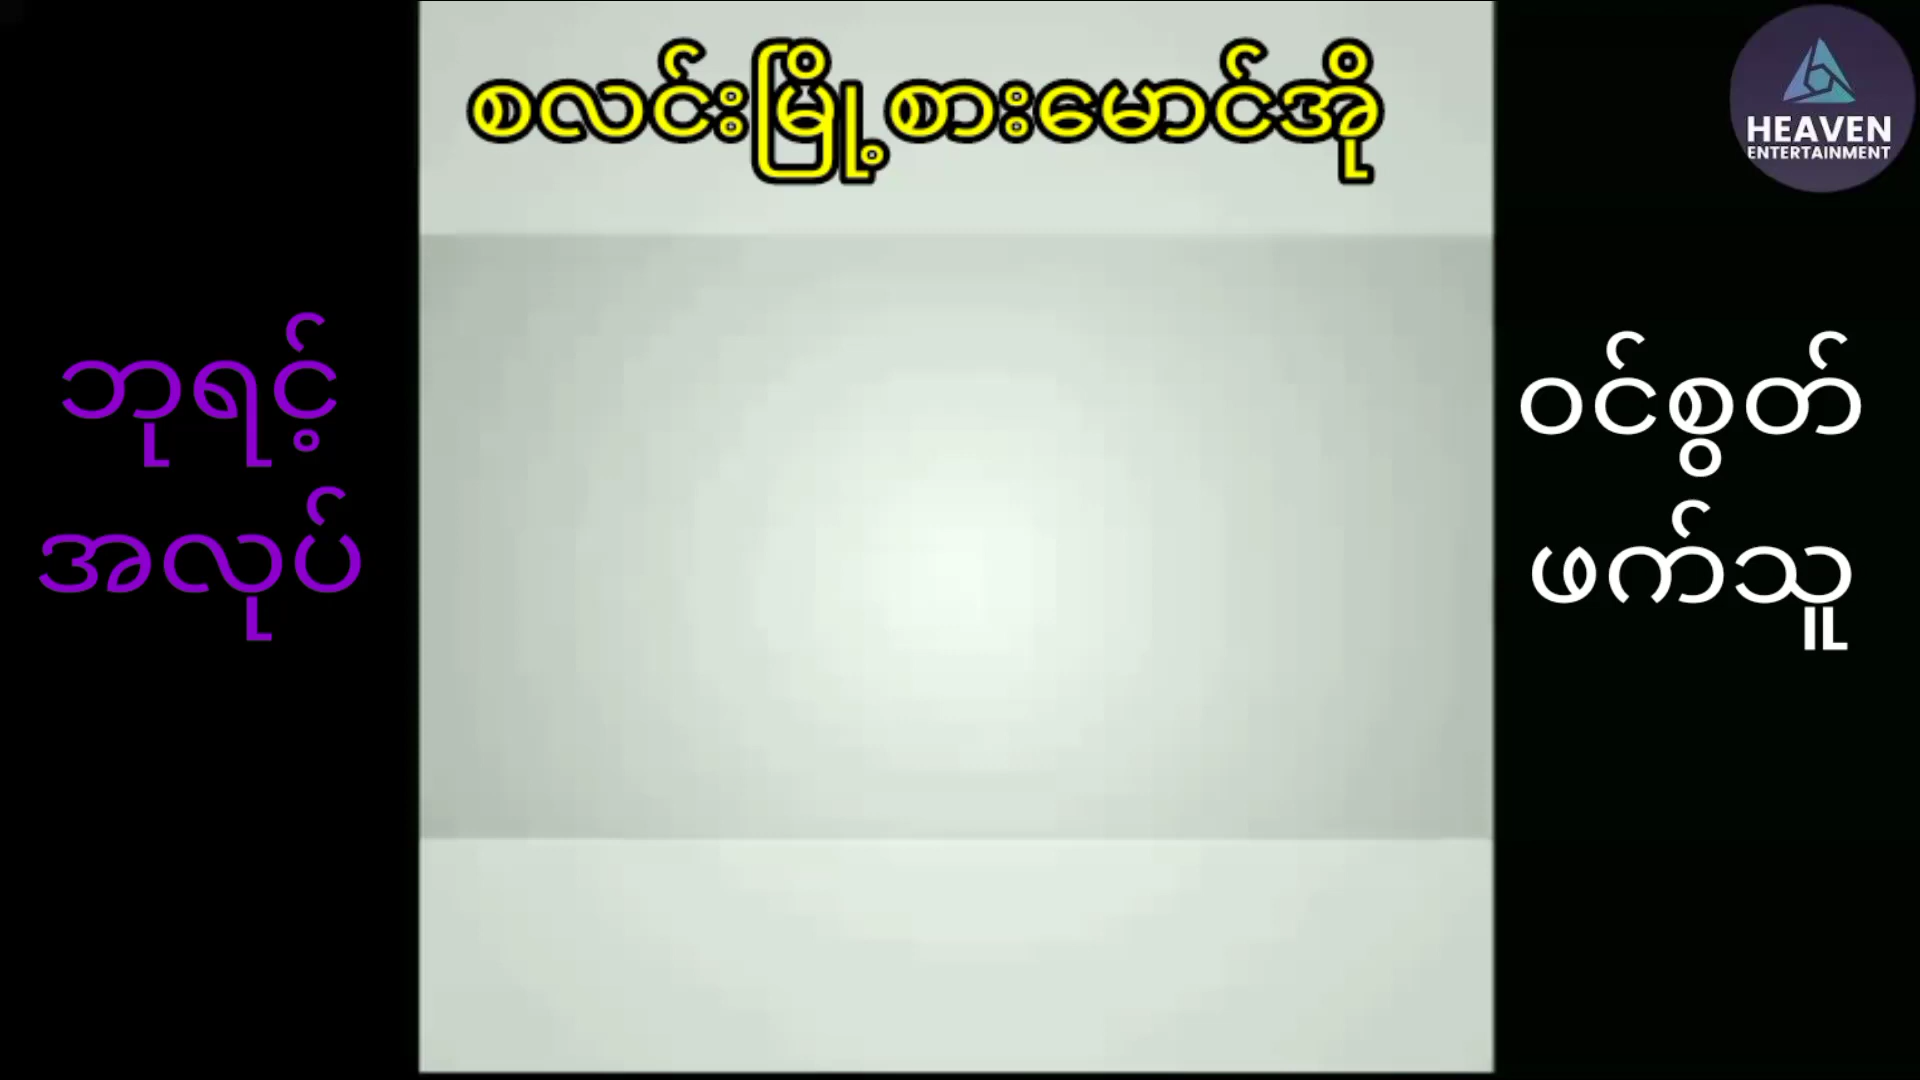 စလင်းမြို့စားမောင်အို
HEAVEN
ENTERTAINMENT
ဘုရင့်
အလုပ်
ဝင်စွတ်
ဖက်သူ